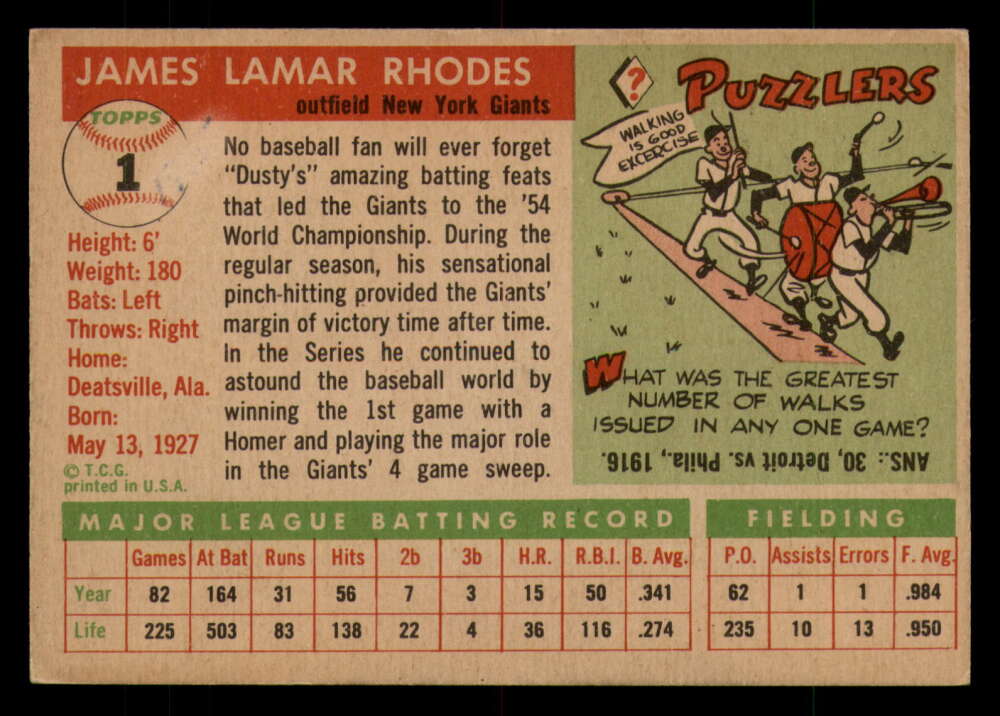 JAMES LAMAR RHODES
outfield New York Giants
TOPPS
1
Height: 6'
Weight: 180
Bats: Left
Throws: Right
Home:
Deatsville, Ala.
Born:
May 13, 1927
© T.C.G.
printed in U.S.A.
No baseball fan will ever forget
"Dusty's" amazing batting feats
that led the Giants to the '54
World Championship. During the
regular season, his sensational
pinch-hitting provided the Giants'
margin of victory time after time.
In the Series he continued to
astound the baseball world by
winning the 1st game with a
Homer and playing the major role
in the Giants' 4 game sweep.
?
PUZZLERS
WALKING
IS GOOD
EXCERCISE
WHAT WAS THE GREATEST
NUMBER OF WALKS
ISSUED IN ANY ONE GAME?
ANS.: 30, Detroit vs. Phila., 1916.
MAJOR LEAGUE BATTING RECORD
Games At Bat Runs Hits 2b 3b H.R. R.B.I. B. Avg.
Year 82 164 31 56 7 3 15 50 .341
Life 225 503 83 138 22 4 36 116 .274
FIELDING
P.O. Assists Errors F. Avg.
62 1 1 .984
235 10 13 .950